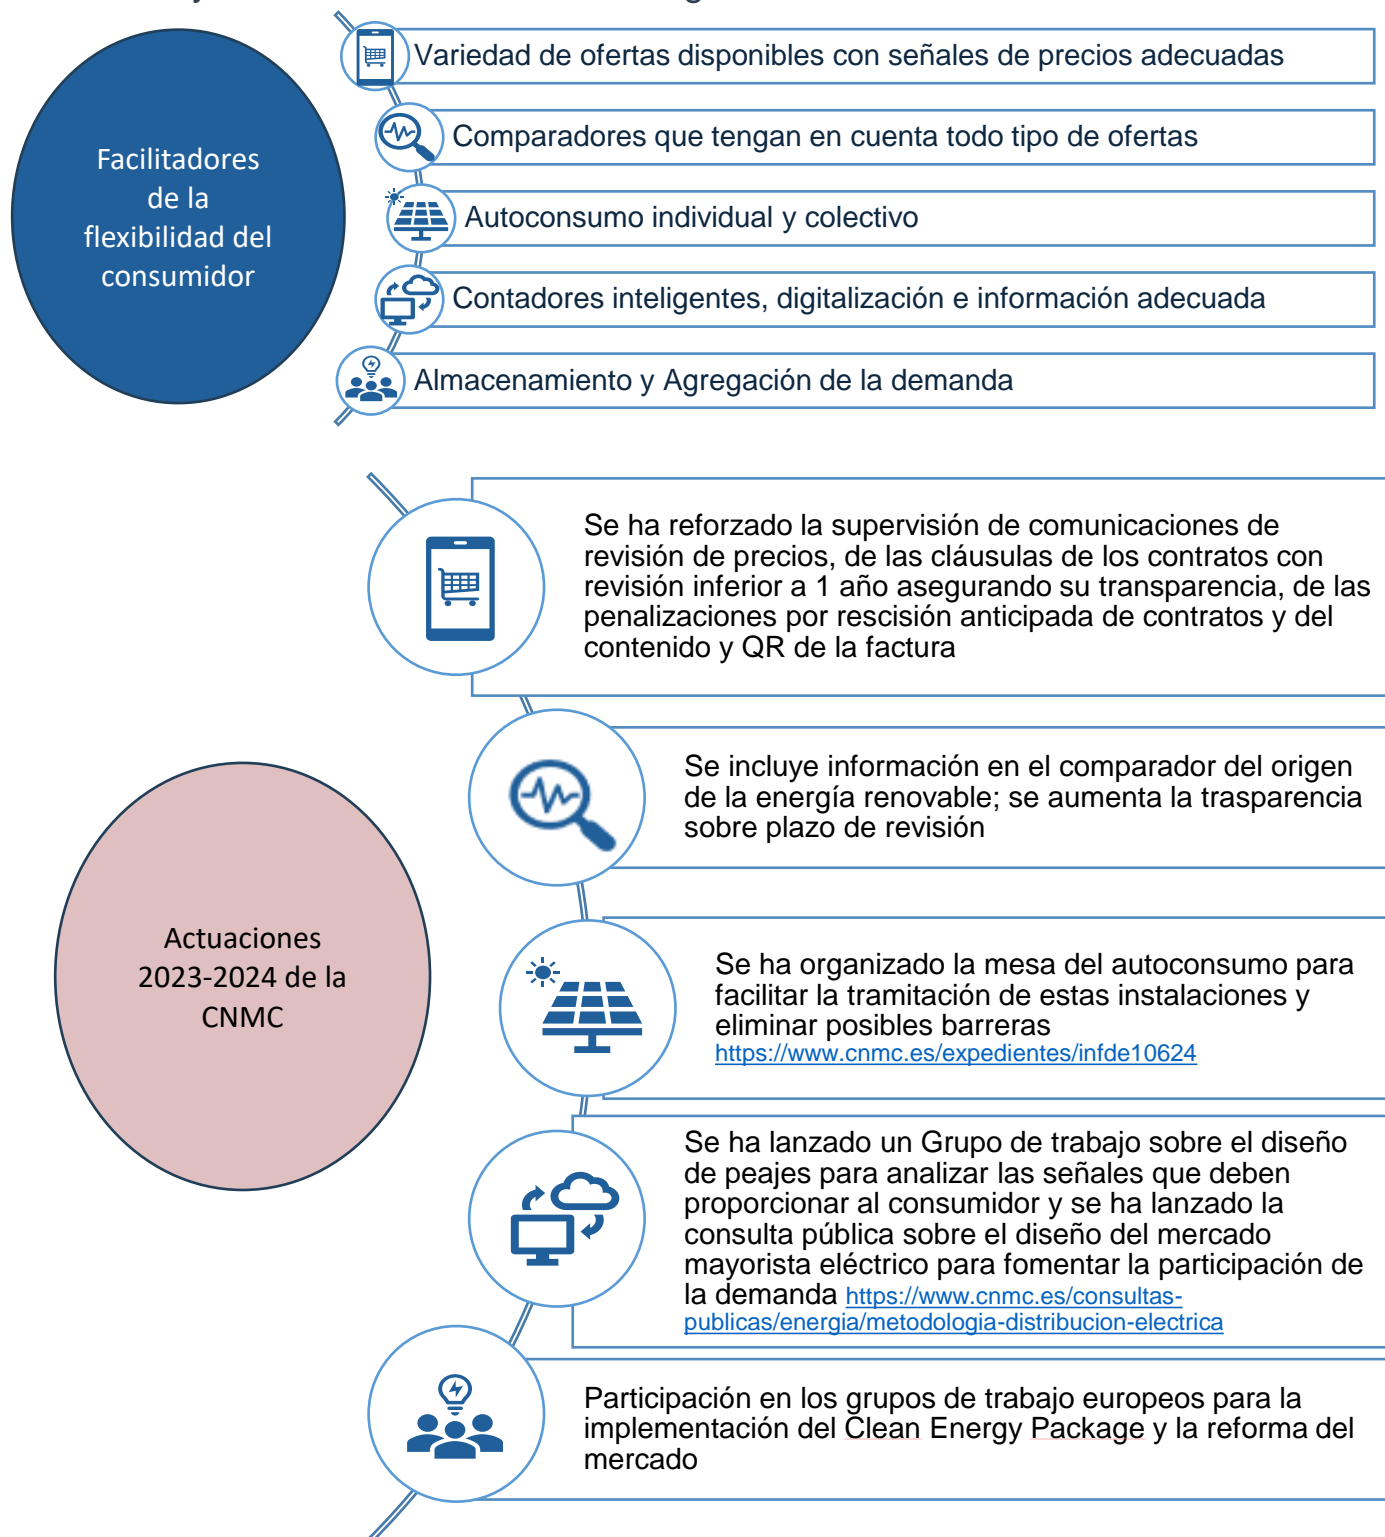 Facilitadores
de la
flexibilidad del
consumidor
Variedad de ofertas disponibles con señales de precios adecuadas
Comparadores que tengan en cuenta todo tipo de ofertas
Autoconsumo individual y colectivo
Contadores inteligentes, digitalización e información adecuada
Almacenamiento y Agregación de la demanda
Actuaciones
2023-2024 de la
CNMC
Se ha reforzado la supervisión de comunicaciones de
revisión de precios, de las cláusulas de los contratos con
revisión inferior a 1 año asegurando su transparencia, de las
penalizaciones por rescisión anticipada de contratos y del
contenido y QR de la factura
Se incluye información en el comparador del origen
de la energía renovable; se aumenta la trasparencia
sobre plazo de revisión
Se ha organizado la mesa del autoconsumo para
facilitar la tramitación de estas instalaciones y
eliminar posibles barreras
https://www.cnmc.es/expedientes/infde10624
Se ha lanzado un Grupo de trabajo sobre el diseño
de peajes para analizar las señales que deben
proporcionar al consumidor y se ha lanzado la
consulta pública sobre el diseño del mercado
mayorista eléctrico para fomentar la participación de
la demanda https://www.cnmc.es/consultas-
publicas/energia/metodologia-distribucion-electrica
Participación en los grupos de trabajo europeos para la
implementación del Clean Energy Package y la reforma del
mercado